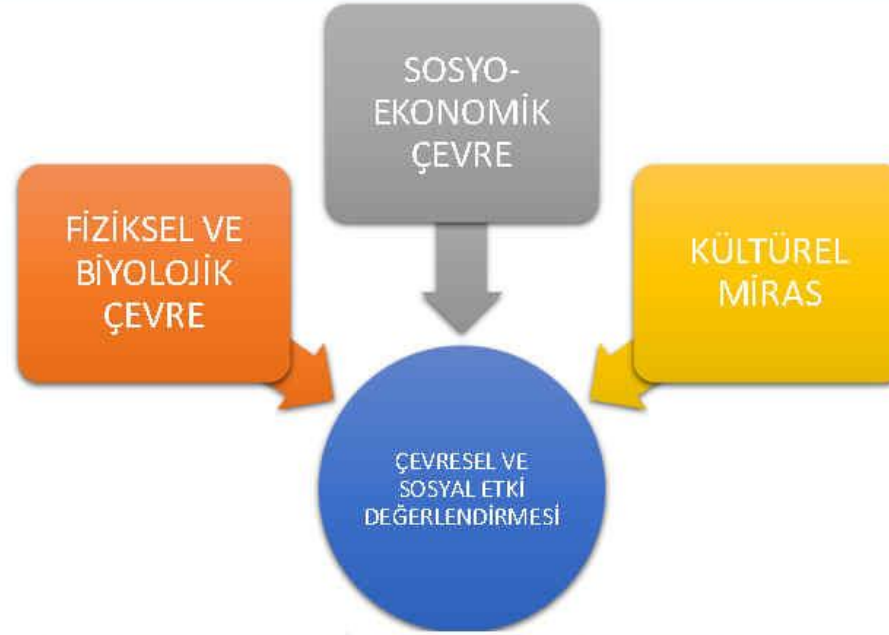 SOSYO-
EKONOMİK
ÇEVRE
FİZİKSEL VE
BİYOLOJİK
ÇEVRE
KÜLTÜREL
MİRAS
ÇEVRESEL VE
SOSYAL ETKİ
DEĞERLENDİRMESİ